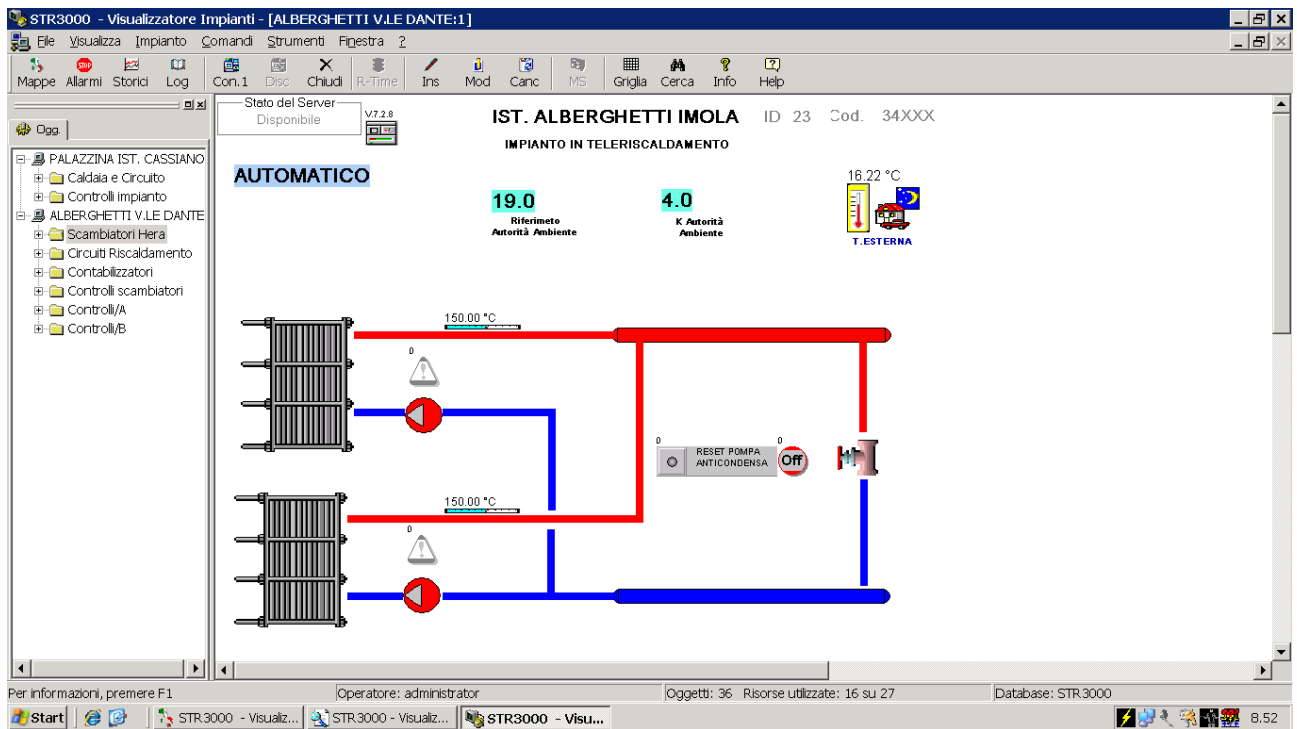 STR3000 - Visualizzatore Impianti - [ALBERGHETTI V.LE DANTE:1]
File Visualizza Impianto Comandi Strumenti Finestra ?
Mappe Allarmi Storici Log Con.1 Disc Chiudi R-Time Ins Mod Canc MS Griglia Cerca Info Help
Ogg.
PALAZZINA IST. CASSIANO
Caldaia e Circuito
Controlli impianto
ALBERGHETTI V.LE DANTE
Scambiatori Hera
Circuiti Riscaldamento
Contabilizzatori
Controlli scambiatori
Controlli/A
Controlli/B
Stato del Server
Disponibile
V.7.2.8
IST. ALBERGHETTI IMOLA ID 23 Cod. 34XXX
IMPIANTO IN TELERISCALDAMENTO
AUTOMATICO
19.0
Riferimeto
Autorità Ambiente
4.0
K Autorità
Ambiente
16.22 °C
T.ESTERNA
150.00 °C
0
0 0
RESET POMPA
ANTICONDENSA
Off
150.00 °C
0
Per informazioni, premere F1 Operatore: administrator Oggetti: 36 Risorse utilizzate: 16 su 27 Database: STR3000
Start STR3000 - Visualiz... STR3000 - Visualiz... STR3000 - Visu... 8.52